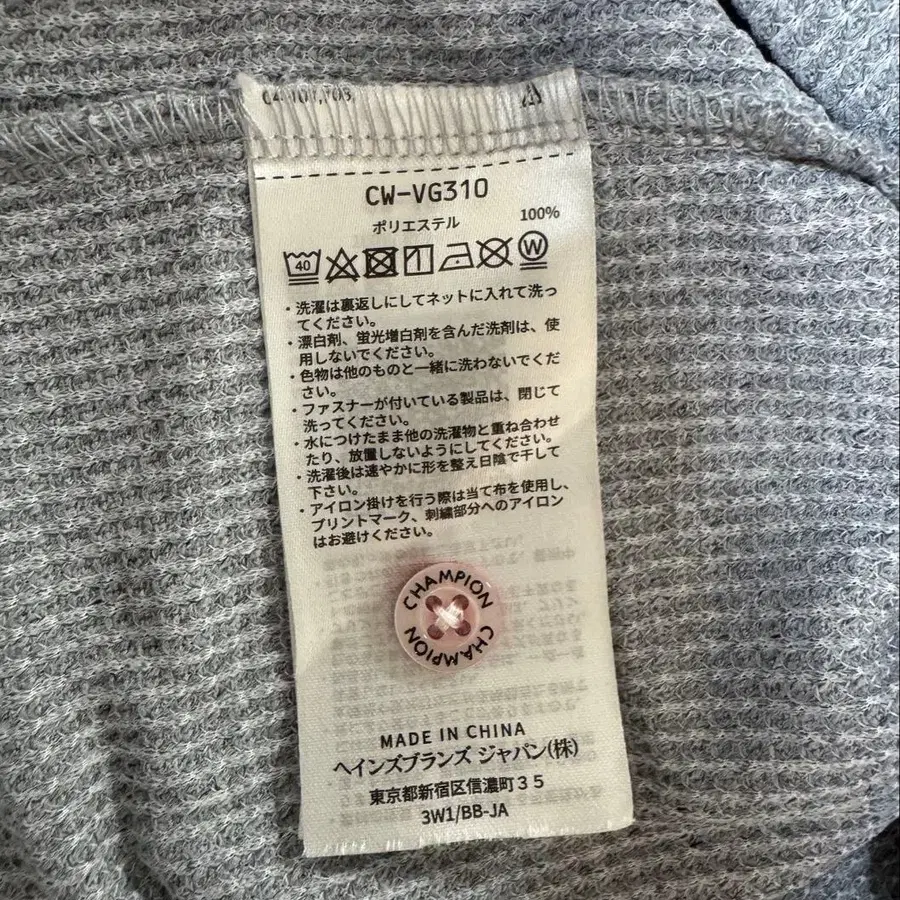 CW-VG310
ポリエステル 100%
40
W
・洗濯は裏返しにしてネットに入れて洗っ
てください。
・漂白剤、蛍光増白剤を含んだ洗剤は、使
用しないでください。
・色物は他のものと一緒に洗わないでくだ
さい。
・ファスナーが付いている製品は、閉じて
洗ってください。
・水につけたまま他の洗濯物と重ね合わせ
たり、放置しないようにしてください。
・洗濯後は速やかに形を整え日陰で干して
下さい。
・アイロン掛けを行う際は当て布を使用し、
プリントマーク、刺繍部分へのアイロン
はお避けください。
CHAMPION
CHAMPION
MADE IN CHINA
ヘインズブランズ ジャパン(株)
東京都新宿区信濃町35
3W1/BB-JA